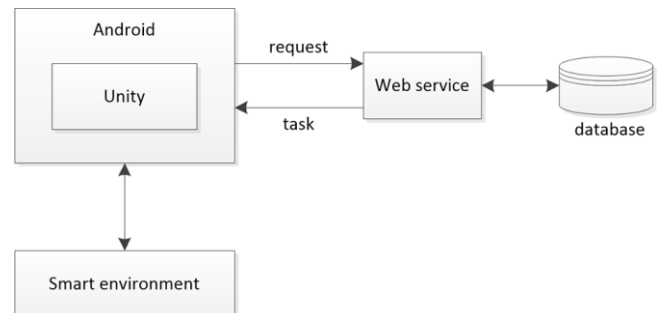 Android
Unity
request
task
Web service
database
Smart environment